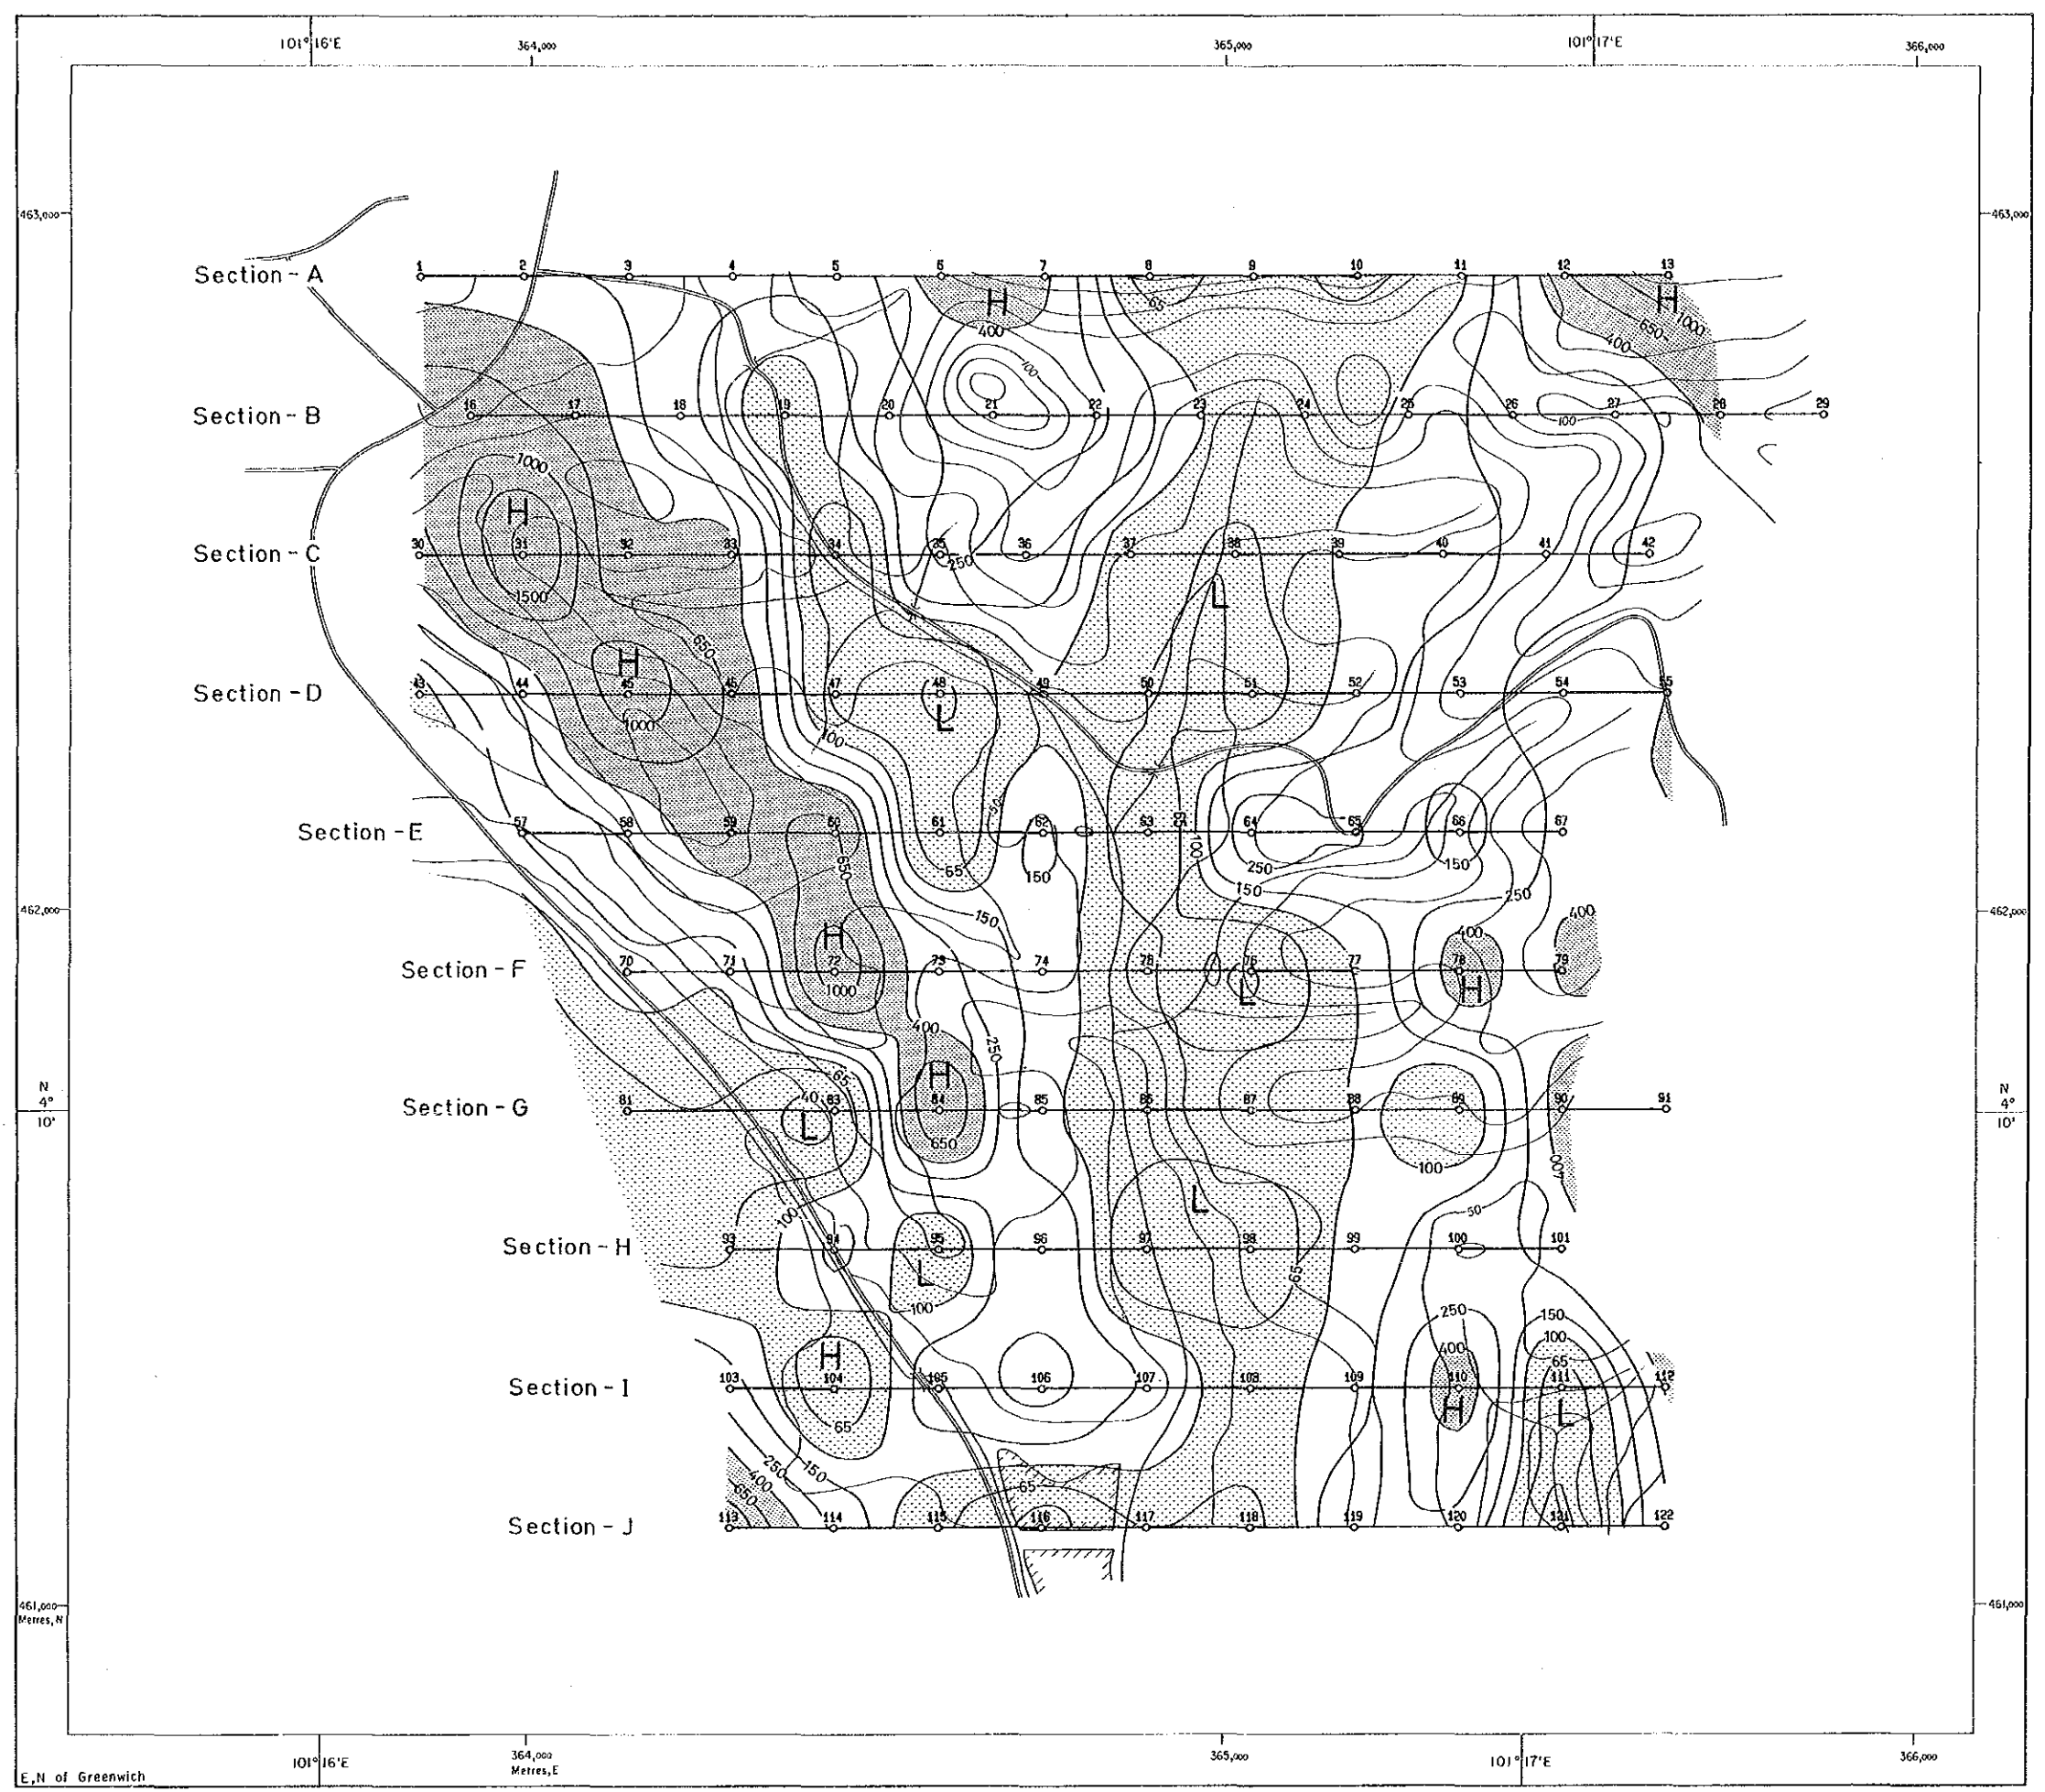 101°16'E 364,000 365,000 101°17'E 366,000
463,000 463,000
Section - A 1 2 3 4 5 6 7 8 9 10 11 12 13
H H
65 1000
400 650
400
100
Section - B 16 17 18 19 20 21 22 23 24 25 26 27 28 29
100
1000
H
Section - C 30 31 32 33 34 35 36 37 38 39 40 41 42
250
1500 L
H 650
Section - D 43 44 45 46 47 48 49 50 51 52 53 54 55
1000 L
100
Section - E 57 58 59 60 61 62 63 64 65 66 67
650 65 150 100 250 150
150 250
462,000 150 400 462,000
H 400
Section - F 70 71 72 73 74 75 76 77 78 79
1000 L H
400 250
65 H
N 4° 10' N 4° 10'
40
Section - G 81 83 84 85 86 87 88 89 90 91
L 650
100 400
L
100 50
Section - H 93 94 95 96 97 98 99 100 101
L 65
100 250 150
H 400 100
65
Section - I 103 104 105 106 107 108 109 110 111 112
65 H L
250 150
400
650 65
Section - J 113 114 115 116 117 118 119 120 121 122
461,000 461,000
Metres, N
101°16'E 364,000 365,000 101°17'E 366,000
Metres, E
E,N of Greenwich